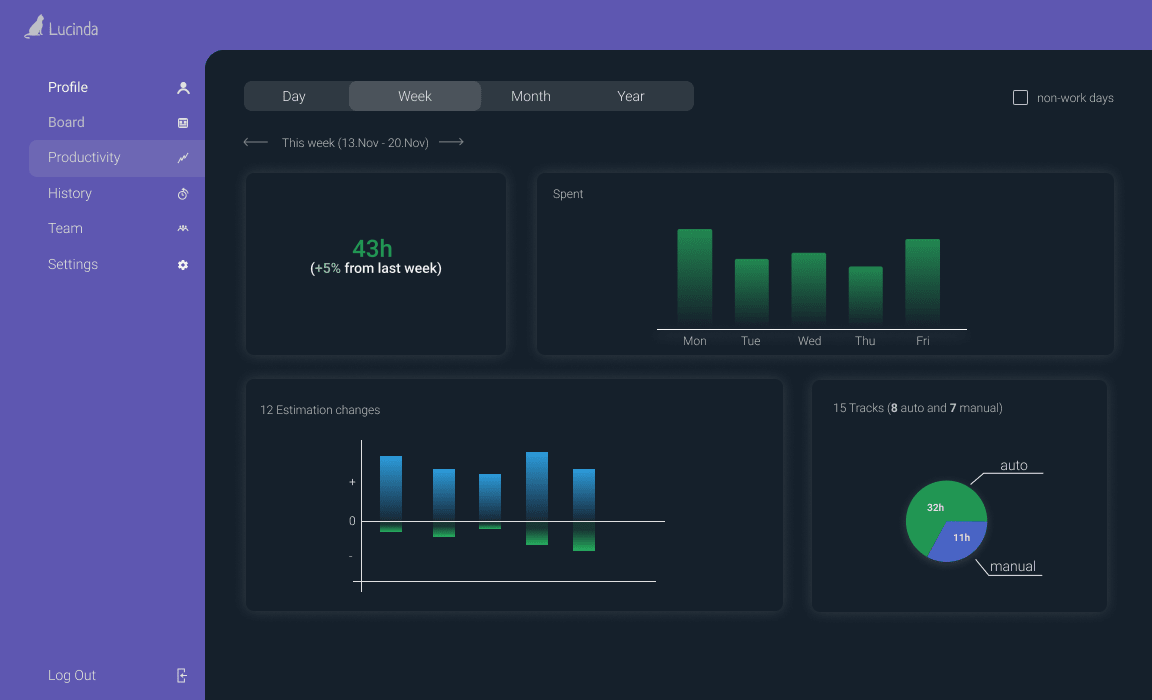 Lucinda
Profile
Board
Productivity
History
Team
Settings
Log Out
Day Week Month Year
non-work days
This week (13.Nov - 20.Nov)
43h
(+5% from last week)
Spent
Mon Tue Wed Thu Fri
12 Estimation changes
+
0
-
15 Tracks (8 auto and 7 manual)
auto
32h
11h
manual